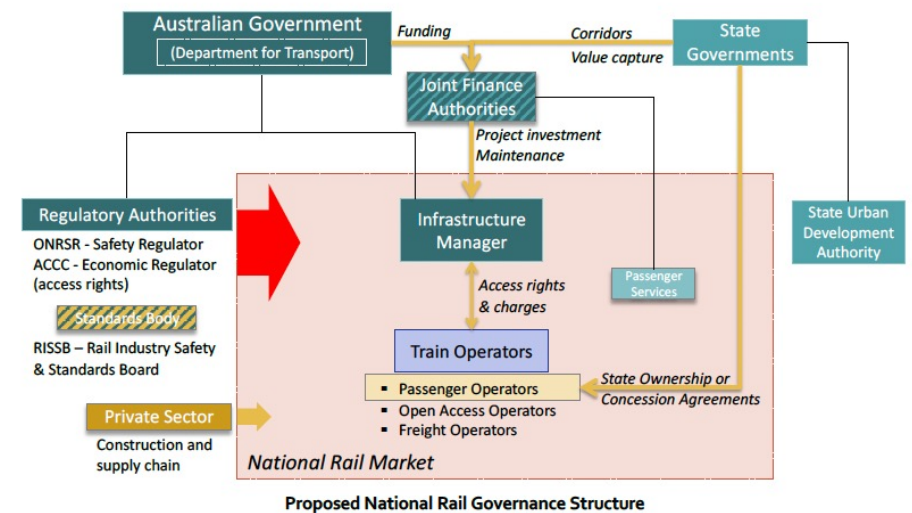 Australian Government
(Department for Transport)
Funding
Corridors
Value capture
State
Governments
Joint Finance
Authorities
Project investment
Maintenance
Regulatory Authorities
ONRSR - Safety Regulator
ACCC - Economic Regulator
(access rights)
Standards Body
RISSB – Rail Industry Safety
& Standards Board
Private Sector
Construction and
supply chain
Infrastructure
Manager
Access rights
& charges
Passenger
Services
State Urban
Development
Authority
Train Operators
▪ Passenger Operators
▪ Open Access Operators
▪ Freight Operators
State Ownership or
Concession Agreements
National Rail Market
Proposed National Rail Governance Structure